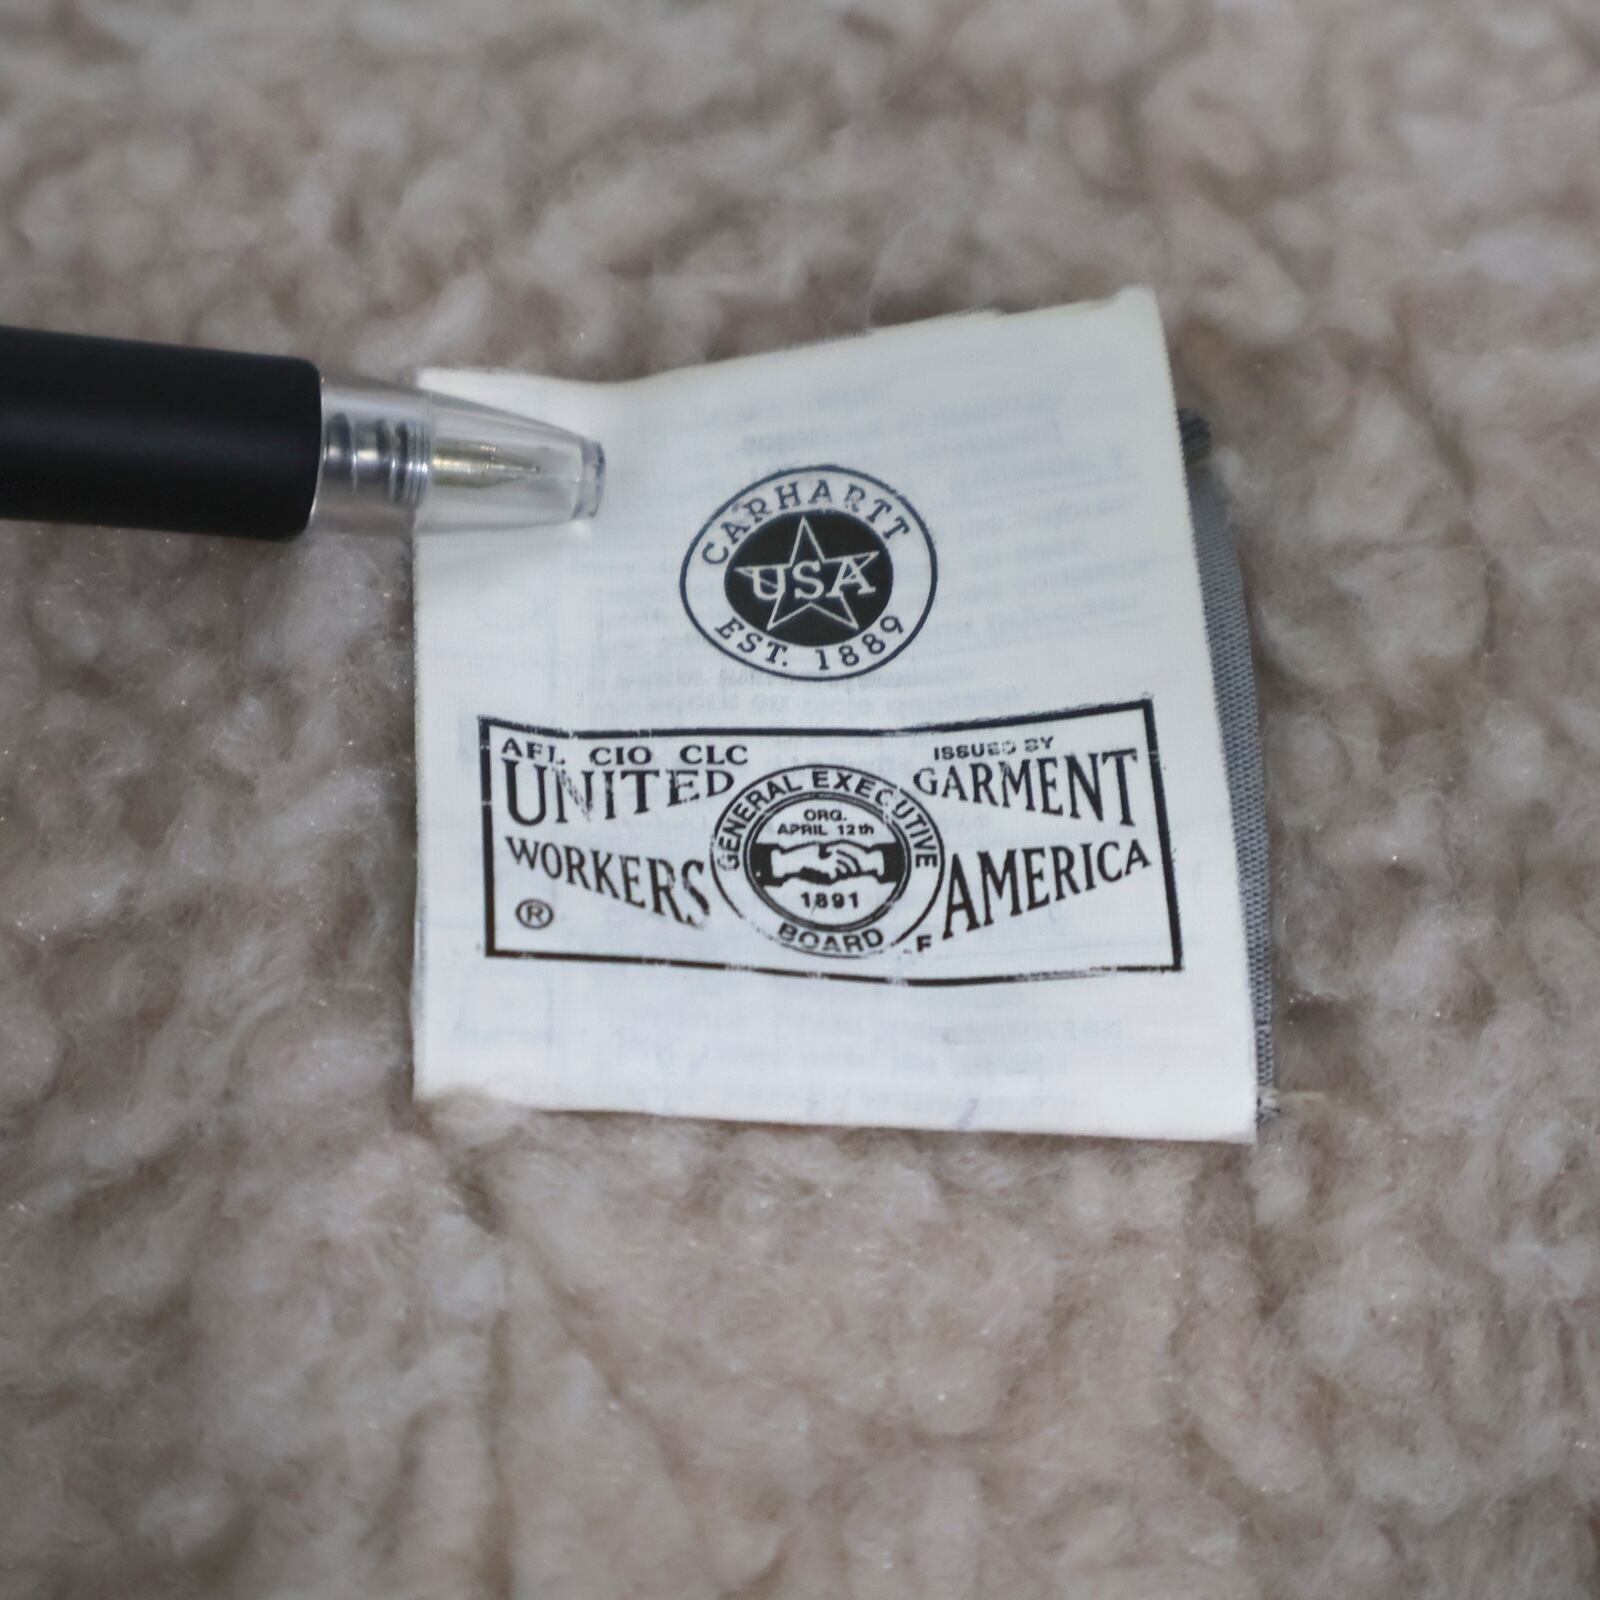 CARHARTT
USA
EST. 1889
AFL CIO CLC
ISSUED BY
UNITED GARMENT
WORKERS AMERICA
®
GENERAL EXECUTIVE
BOARD
ORG.
APRIL 12th
1891